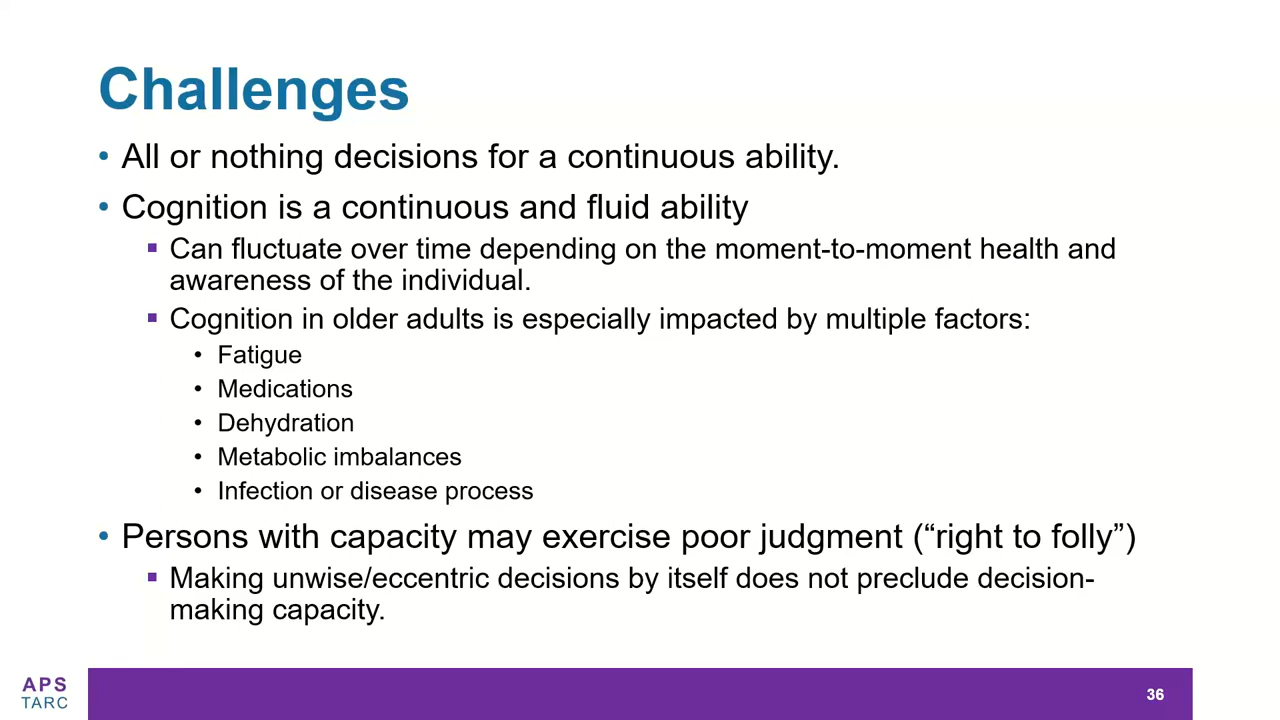 Challenges
• All or nothing decisions for a continuous ability.
• Cognition is a continuous and fluid ability
▪ Can fluctuate over time depending on the moment-to-moment health and
awareness of the individual.
▪ Cognition in older adults is especially impacted by multiple factors:
• Fatigue
• Medications
• Dehydration
• Metabolic imbalances
• Infection or disease process
• Persons with capacity may exercise poor judgment (“right to folly”)
▪ Making unwise/eccentric decisions by itself does not preclude decision-
making capacity.
APS
TARC
36